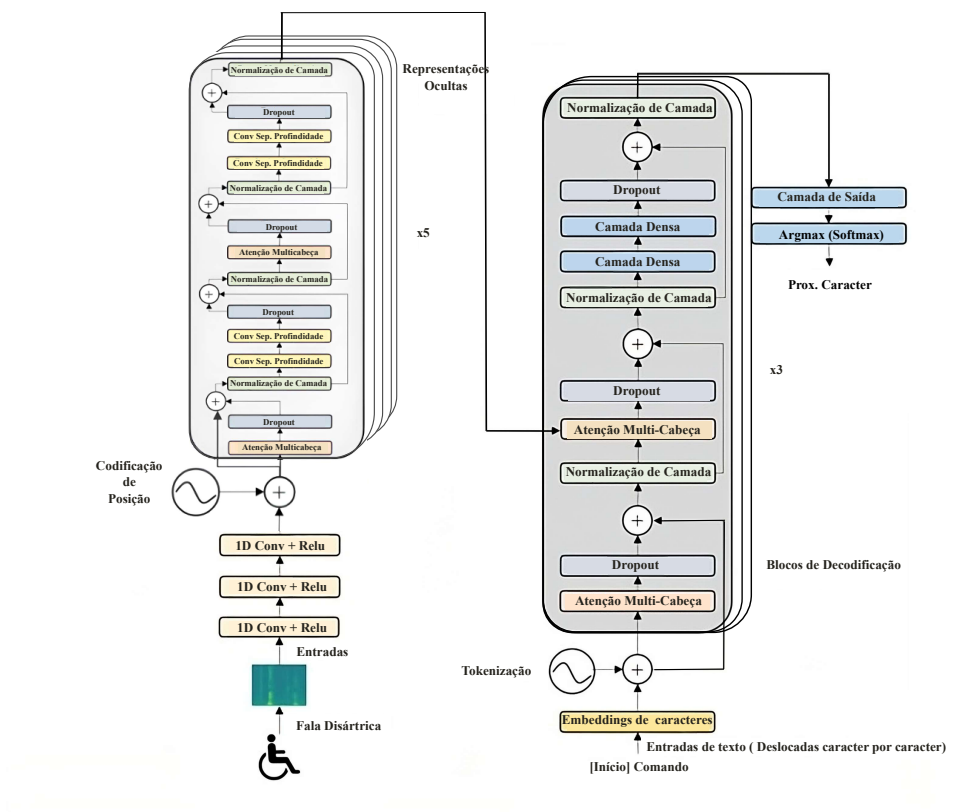 Normalização de Camada
Dropout
Conv Sep. Profindidade
Conv Sep. Profindidade
Normalização de Camada
Dropout
Atenção Multicabeça
Normalização de Camada
Dropout
Conv Sep. Profindidade
Conv Sep. Profindidade
Normalização de Camada
Dropout
Atenção Multicabeça
Representações
Ocultas
x5
Codificação
de
Posição
1D Conv + Relu
1D Conv + Relu
1D Conv + Relu
Entradas
Fala Disártrica
Normalização de Camada
Dropout
Camada Densa
Camada Densa
Normalização de Camada
Dropout
Atenção Multi-Cabeça
Normalização de Camada
Dropout
Atenção Multi-Cabeça
Camada de Saída
Argmax (Softmax)
Prox. Caracter
x3
Blocos de Decodificação
Tokenização
Embeddings de caracteres
Entradas de texto ( Deslocadas caracter por caracter)
[Início] Comando